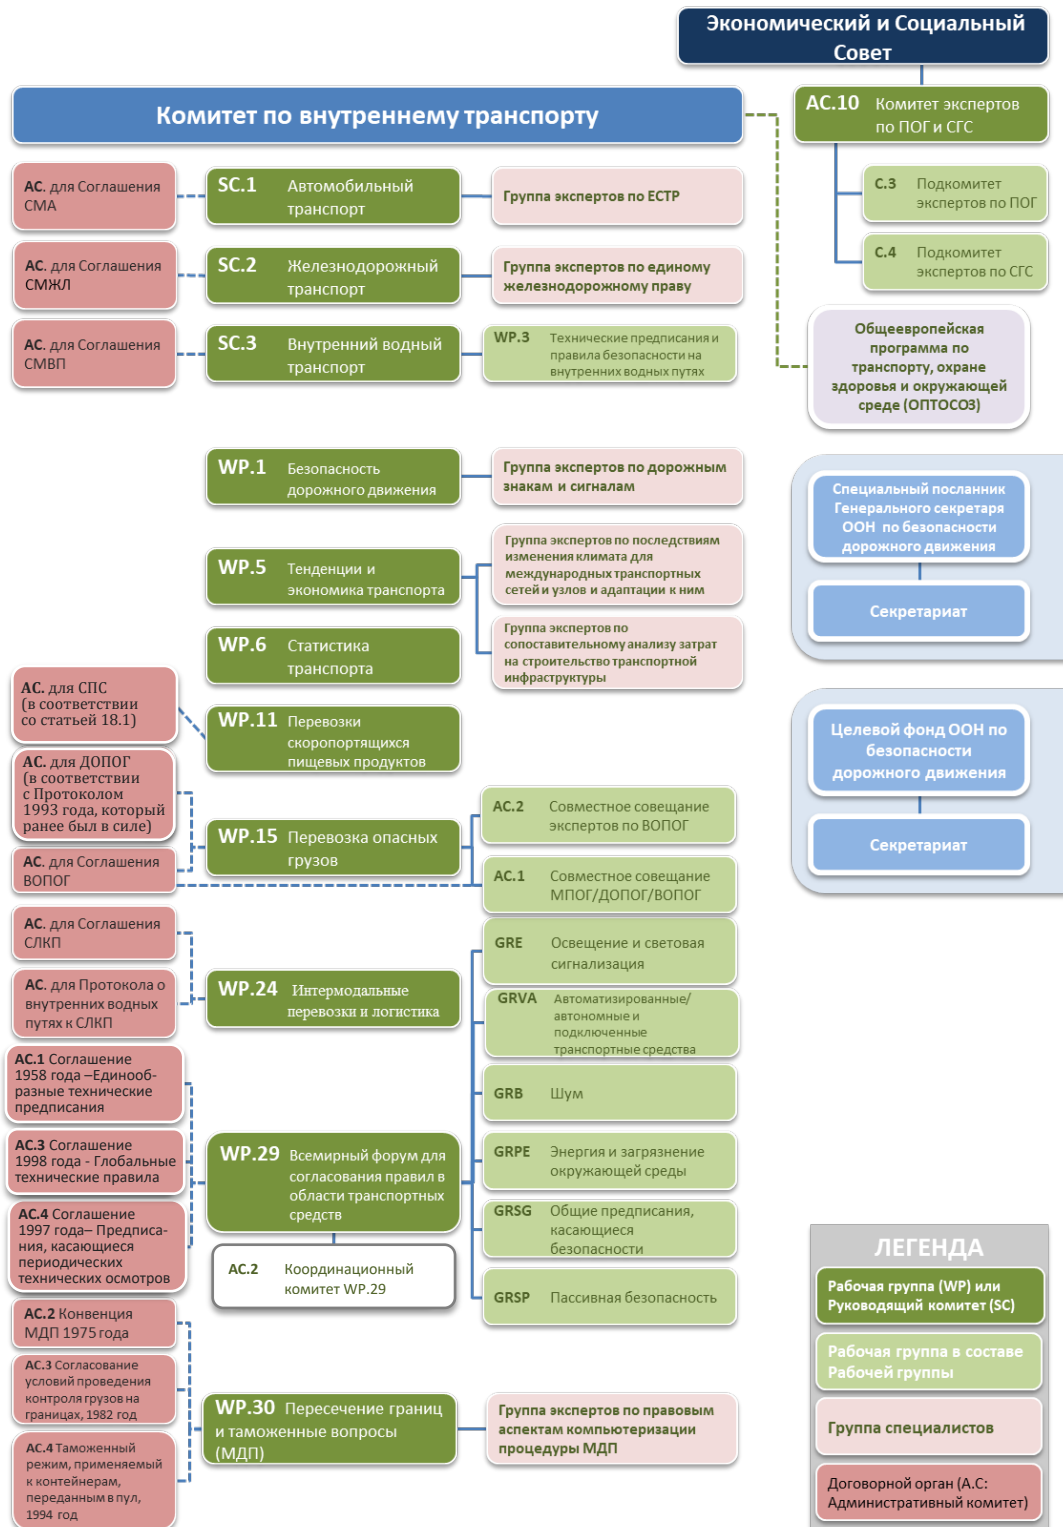 Экономический и Социальный
Совет
Комитет по внутреннему транспорту
AC.10 Комитет экспертов
по ПОГ и СГС
C.3 Подкомитет
экспертов по ПОГ
C.4 Подкомитет
экспертов по СГС
АС. для Соглашения
СМА
SC.1 Автомобильный
транспорт
Группа экспертов по ЕСТР
АС. для Соглашения
СМЖЛ
SC.2 Железнодорожный
транспорт
Группа экспертов по единому
железнодорожному праву
АС. для Соглашения
СМВП
SC.3 Внутренний водный
транспорт
WP.3 Технические предписания и
правила безопасности на
внутренних водных путях
Общеевропейская
программа по
транспорту, охране
здоровья и окружающей
среде (ОПТОСОЗ)
WP.1 Безопасность
дорожного движения
Группа экспертов по дорожным
знакам и сигналам
Специальный посланник
Генерального секретаря
ООН по безопасности
дорожного движения
Секретариат
WP.5 Тенденции и
экономика транспорта
Группа экспертов по последствиям
изменения климата для
международных транспортных
сетей и узлов и адаптации к ним
WP.6 Статистика
транспорта
Группа экспертов по
сопоставительному анализу затрат
на строительство транспортной
инфраструктуры
АС. для СПС
(в соответствии
со статьей 18.1)
WP.11 Перевозки
скоропортящихся
пищевых продуктов
Целевой фонд ООН по
безопасности
дорожного движения
Секретариат
АС. для ДОПОГ
(в соответствии
с Протоколом
1993 года, который
ранее был в силе)
WP.15 Перевозка опасных
грузов
AC.2 Совместное совещание
экспертов по ВОПОГ
АС. для Соглашения
ВОПОГ
AC.1 Совместное совещание
МПОГ/ДОПОГ/ВОПОГ
АС. для Соглашения
СЛКП
АС. для Протокола о
внутренних водных
путях к СЛКП
WP.24 Интермодальные
перевозки и логистика
GRE Освещение и световая
сигнализация
GRVA Автоматизированные/
автономные и
подключенные
транспортные средства
GRB Шум
GRPE Энергия и загрязнение
окружающей среды
GRSG Общие предписания,
касающиеся
безопасности
GRSP Пассивная безопасность
АС.1 Соглашение
1958 года –Единооб-
разные технические
предписания
АС.3 Соглашение
1998 года - Глобальные
технические правила
АС.4 Соглашение
1997 года– Предписа-
ния, касающиеся
периодических
технических осмотров
WP.29 Всемирный форум для
согласования правил в
области транспортных
средств
AC.2 Координационный
комитет WP.29
АС.2 Конвенция
МДП 1975 года
АС.3 Согласование
условий проведения
контроля грузов на
границах, 1982 год
АС.4 Таможенный
режим, применяемый
к контейнерам,
переданным в пул,
1994 год
WP.30 Пересечение границ
и таможенные вопросы
(МДП)
Группа экспертов по правовым
аспектам компьютеризации
процедуры МДП
ЛЕГЕНДА
Рабочая группа (WP) или
Руководящий комитет (SC)
Рабочая группа в составе
Рабочей группы
Группа специалистов
Договорной орган (А.С:
Административный комитет)